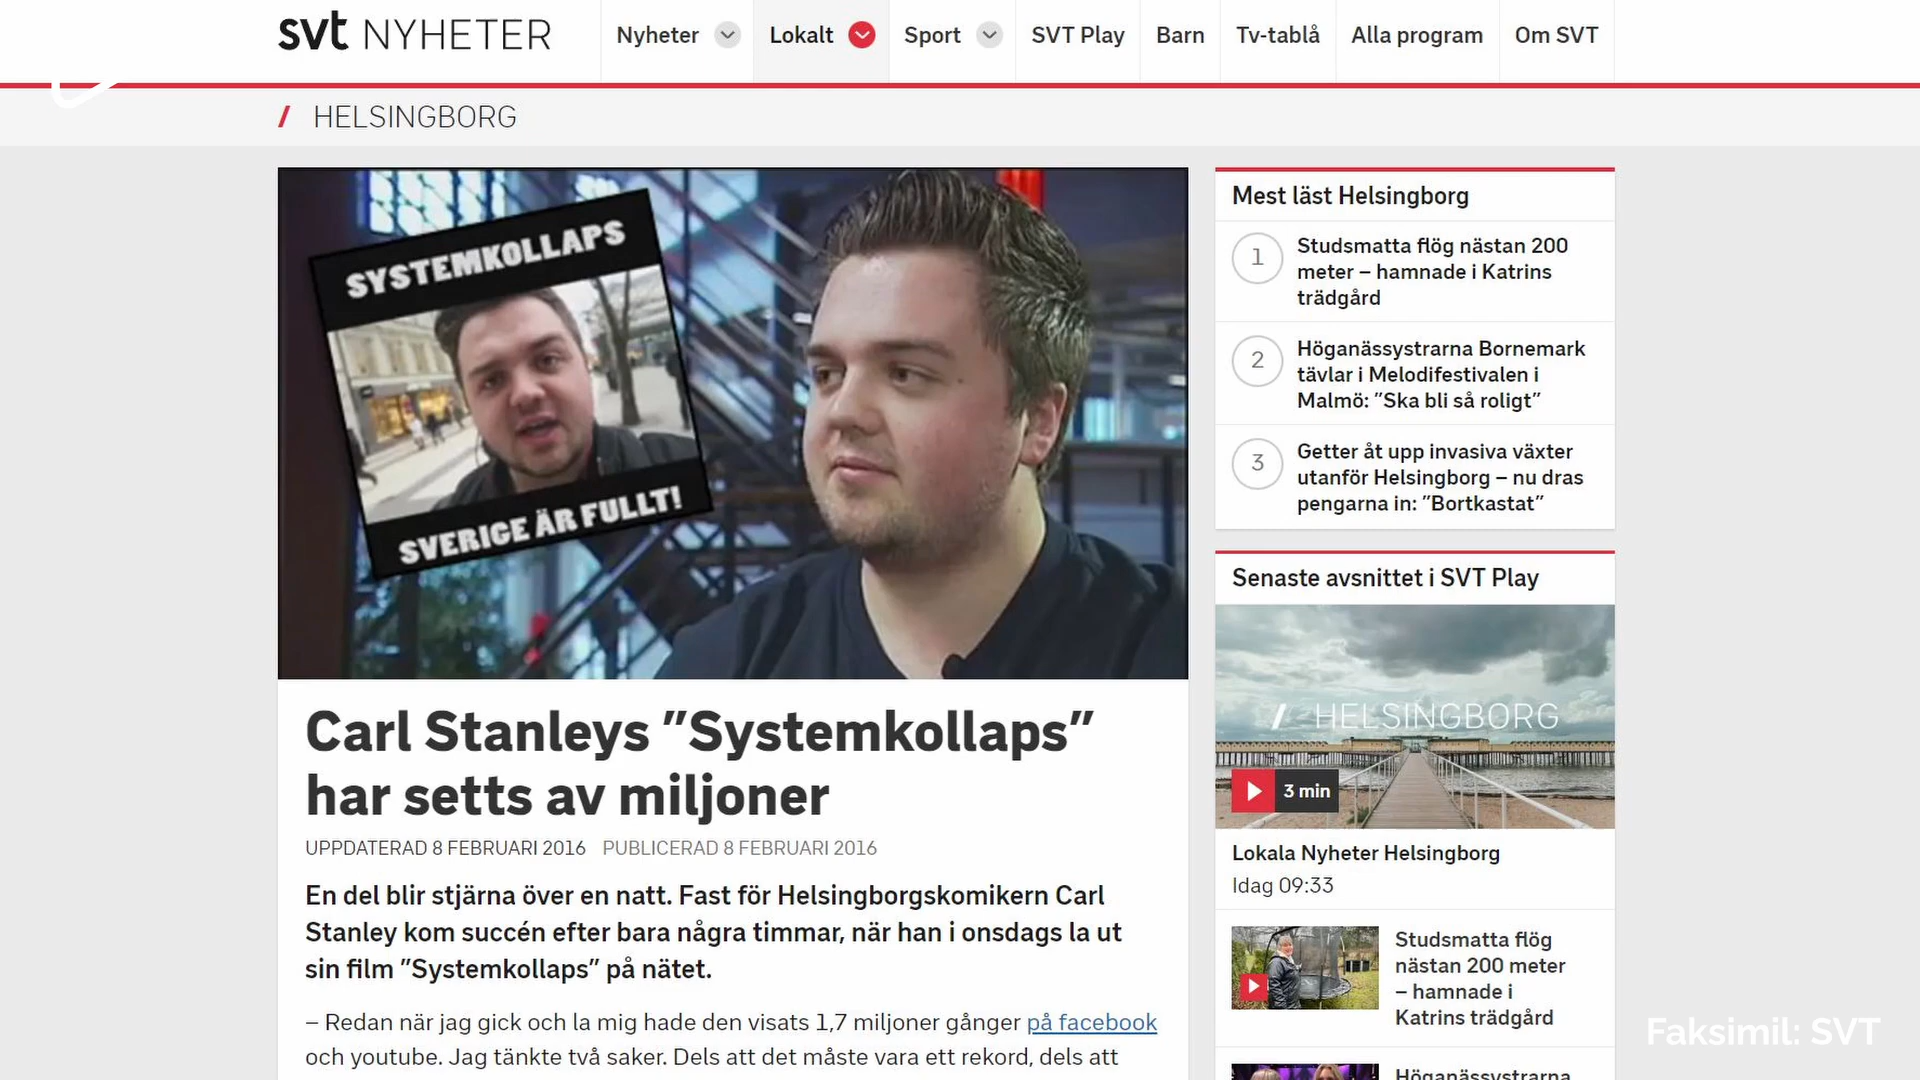 svt NYHETER
Nyheter
Lokalt
Sport
SVT Play
Barn
Tv-tablå
Alla program
Om SVT
/ HELSINGBORG
SYSTEMKOLLAPS
SVERIGE ÄR FULLT!
Carl Stanleys ”Systemkollaps”
har setts av miljoner
UPPDATERAD 8 FEBRUARI 2016 PUBLICERAD 8 FEBRUARI 2016
En del blir stjärna över en natt. Fast för Helsingborgskomikern Carl
Stanley kom succén efter bara några timmar, när han i onsdags la ut
sin film ”Systemkollaps” på nätet.
– Redan när jag gick och la mig hade den visats 1,7 miljoner gånger på facebook
och youtube. Jag tänkte två saker. Dels att det måste vara ett rekord, dels att
Mest läst Helsingborg
1
Studsmatta flög nästan 200
meter – hamnade i Katrins
trädgård
2
Höganässystrarna Bornemark
tävlar i Melodifestivalen i
Malmö: ”Ska bli så roligt”
3
Getter åt upp invasiva växter
utanför Helsingborg – nu dras
pengarna in: ”Bortkastat”
Senaste avsnittet i SVT Play
/ HELSINGBORG
3 min
Lokala Nyheter Helsingborg
Idag 09:33
Studsmatta flög
nästan 200 meter
– hamnade i
Katrins trädgård
Höganässystrarna
Faksimil: SVT